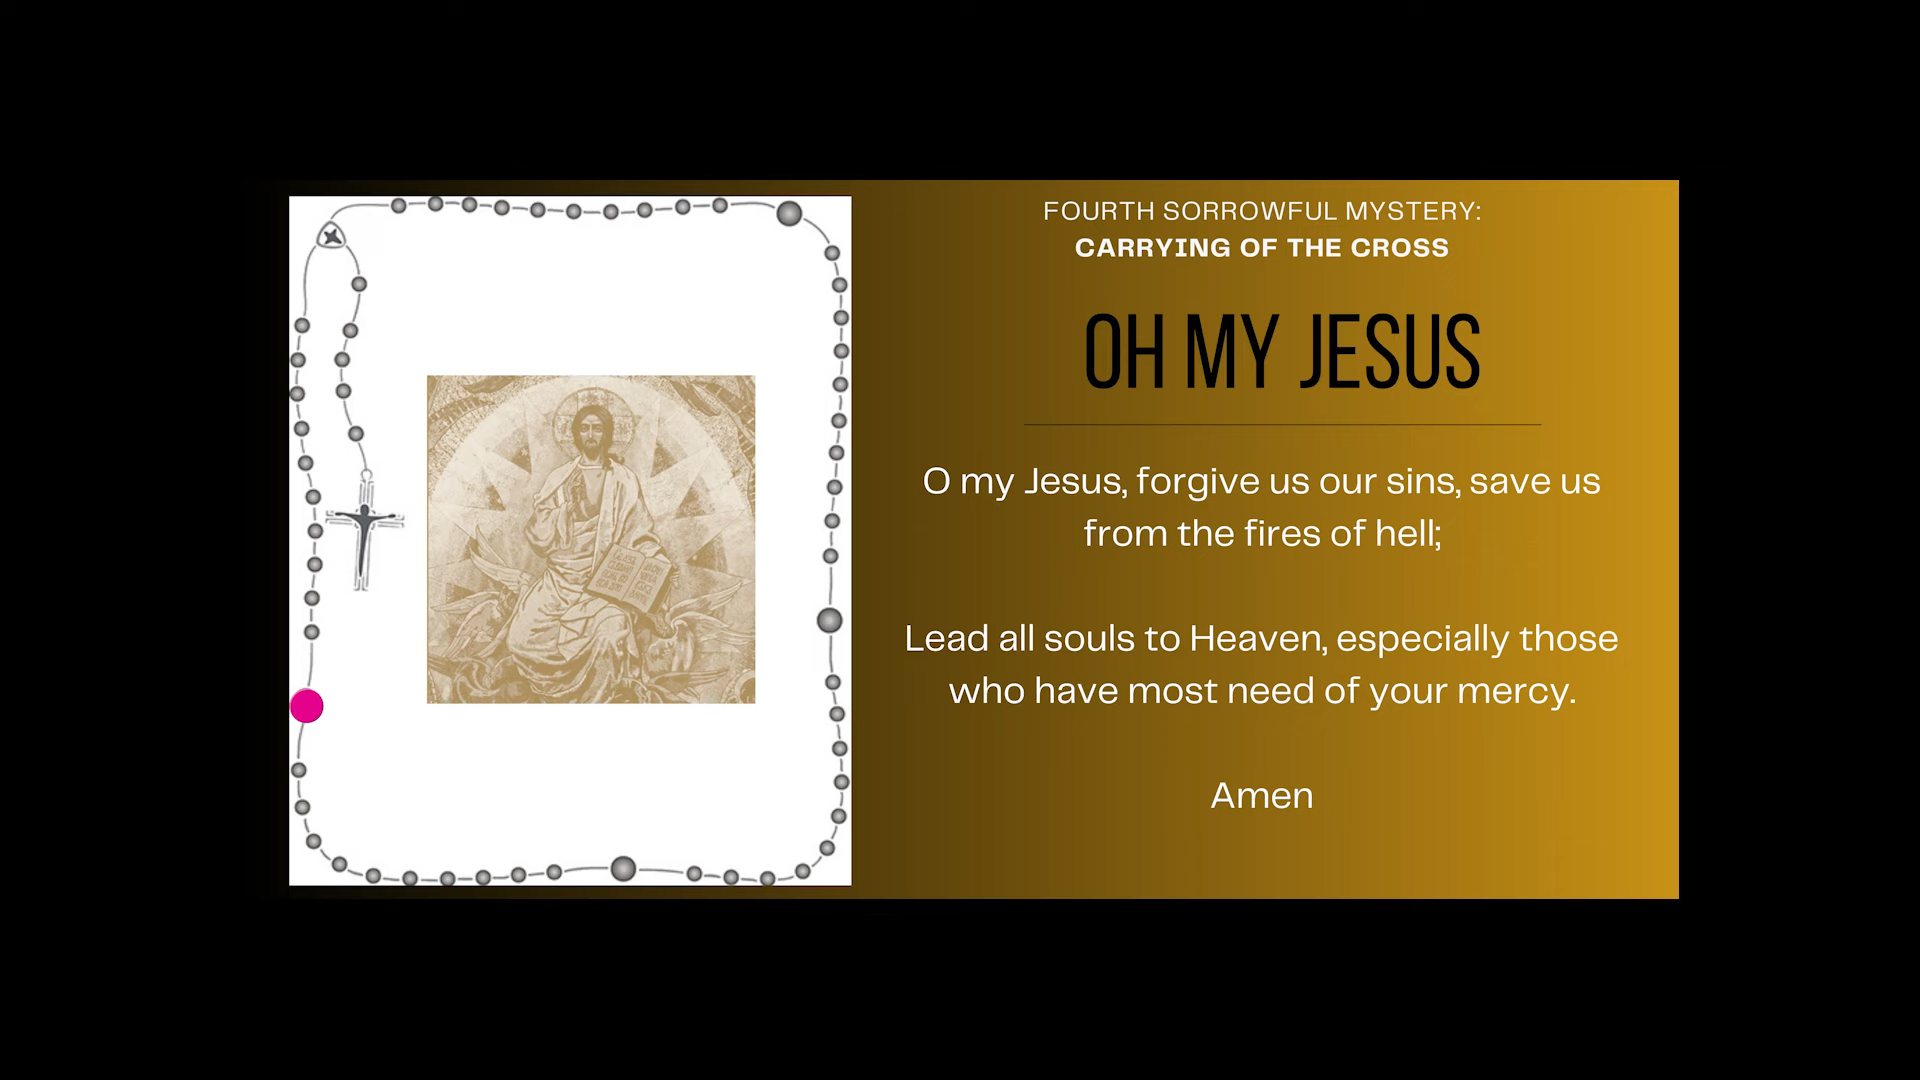 FOURTH SORROWFUL MYSTERY:
CARRYING OF THE CROSS
OH MY JESUS
O my Jesus, forgive us our sins, save us
from the fires of hell;
Lead all souls to Heaven, especially those
who have most need of your mercy.
Amen